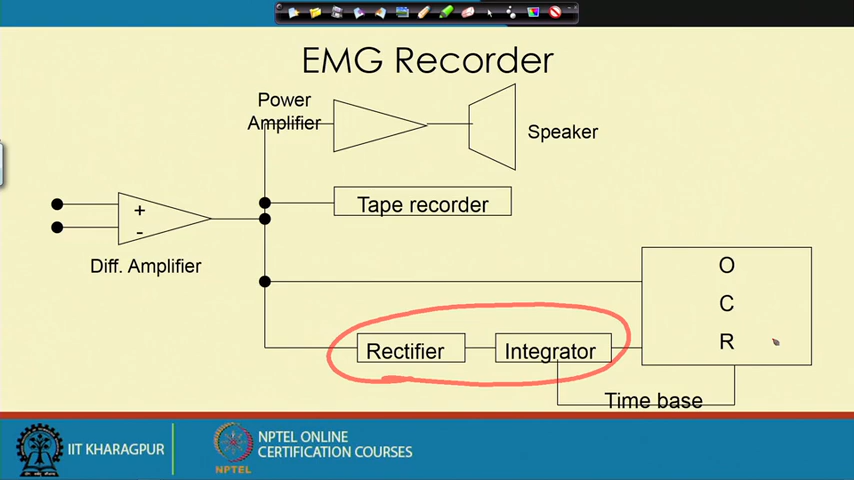 EMG Recorder
Power
Amplifier
Speaker
Tape recorder
+
-
Diff. Amplifier
O
C
R
Rectifier
Integrator
Time base
IIT KHARAGPUR
NPTEL
NPTEL ONLINE
CERTIFICATION COURSES